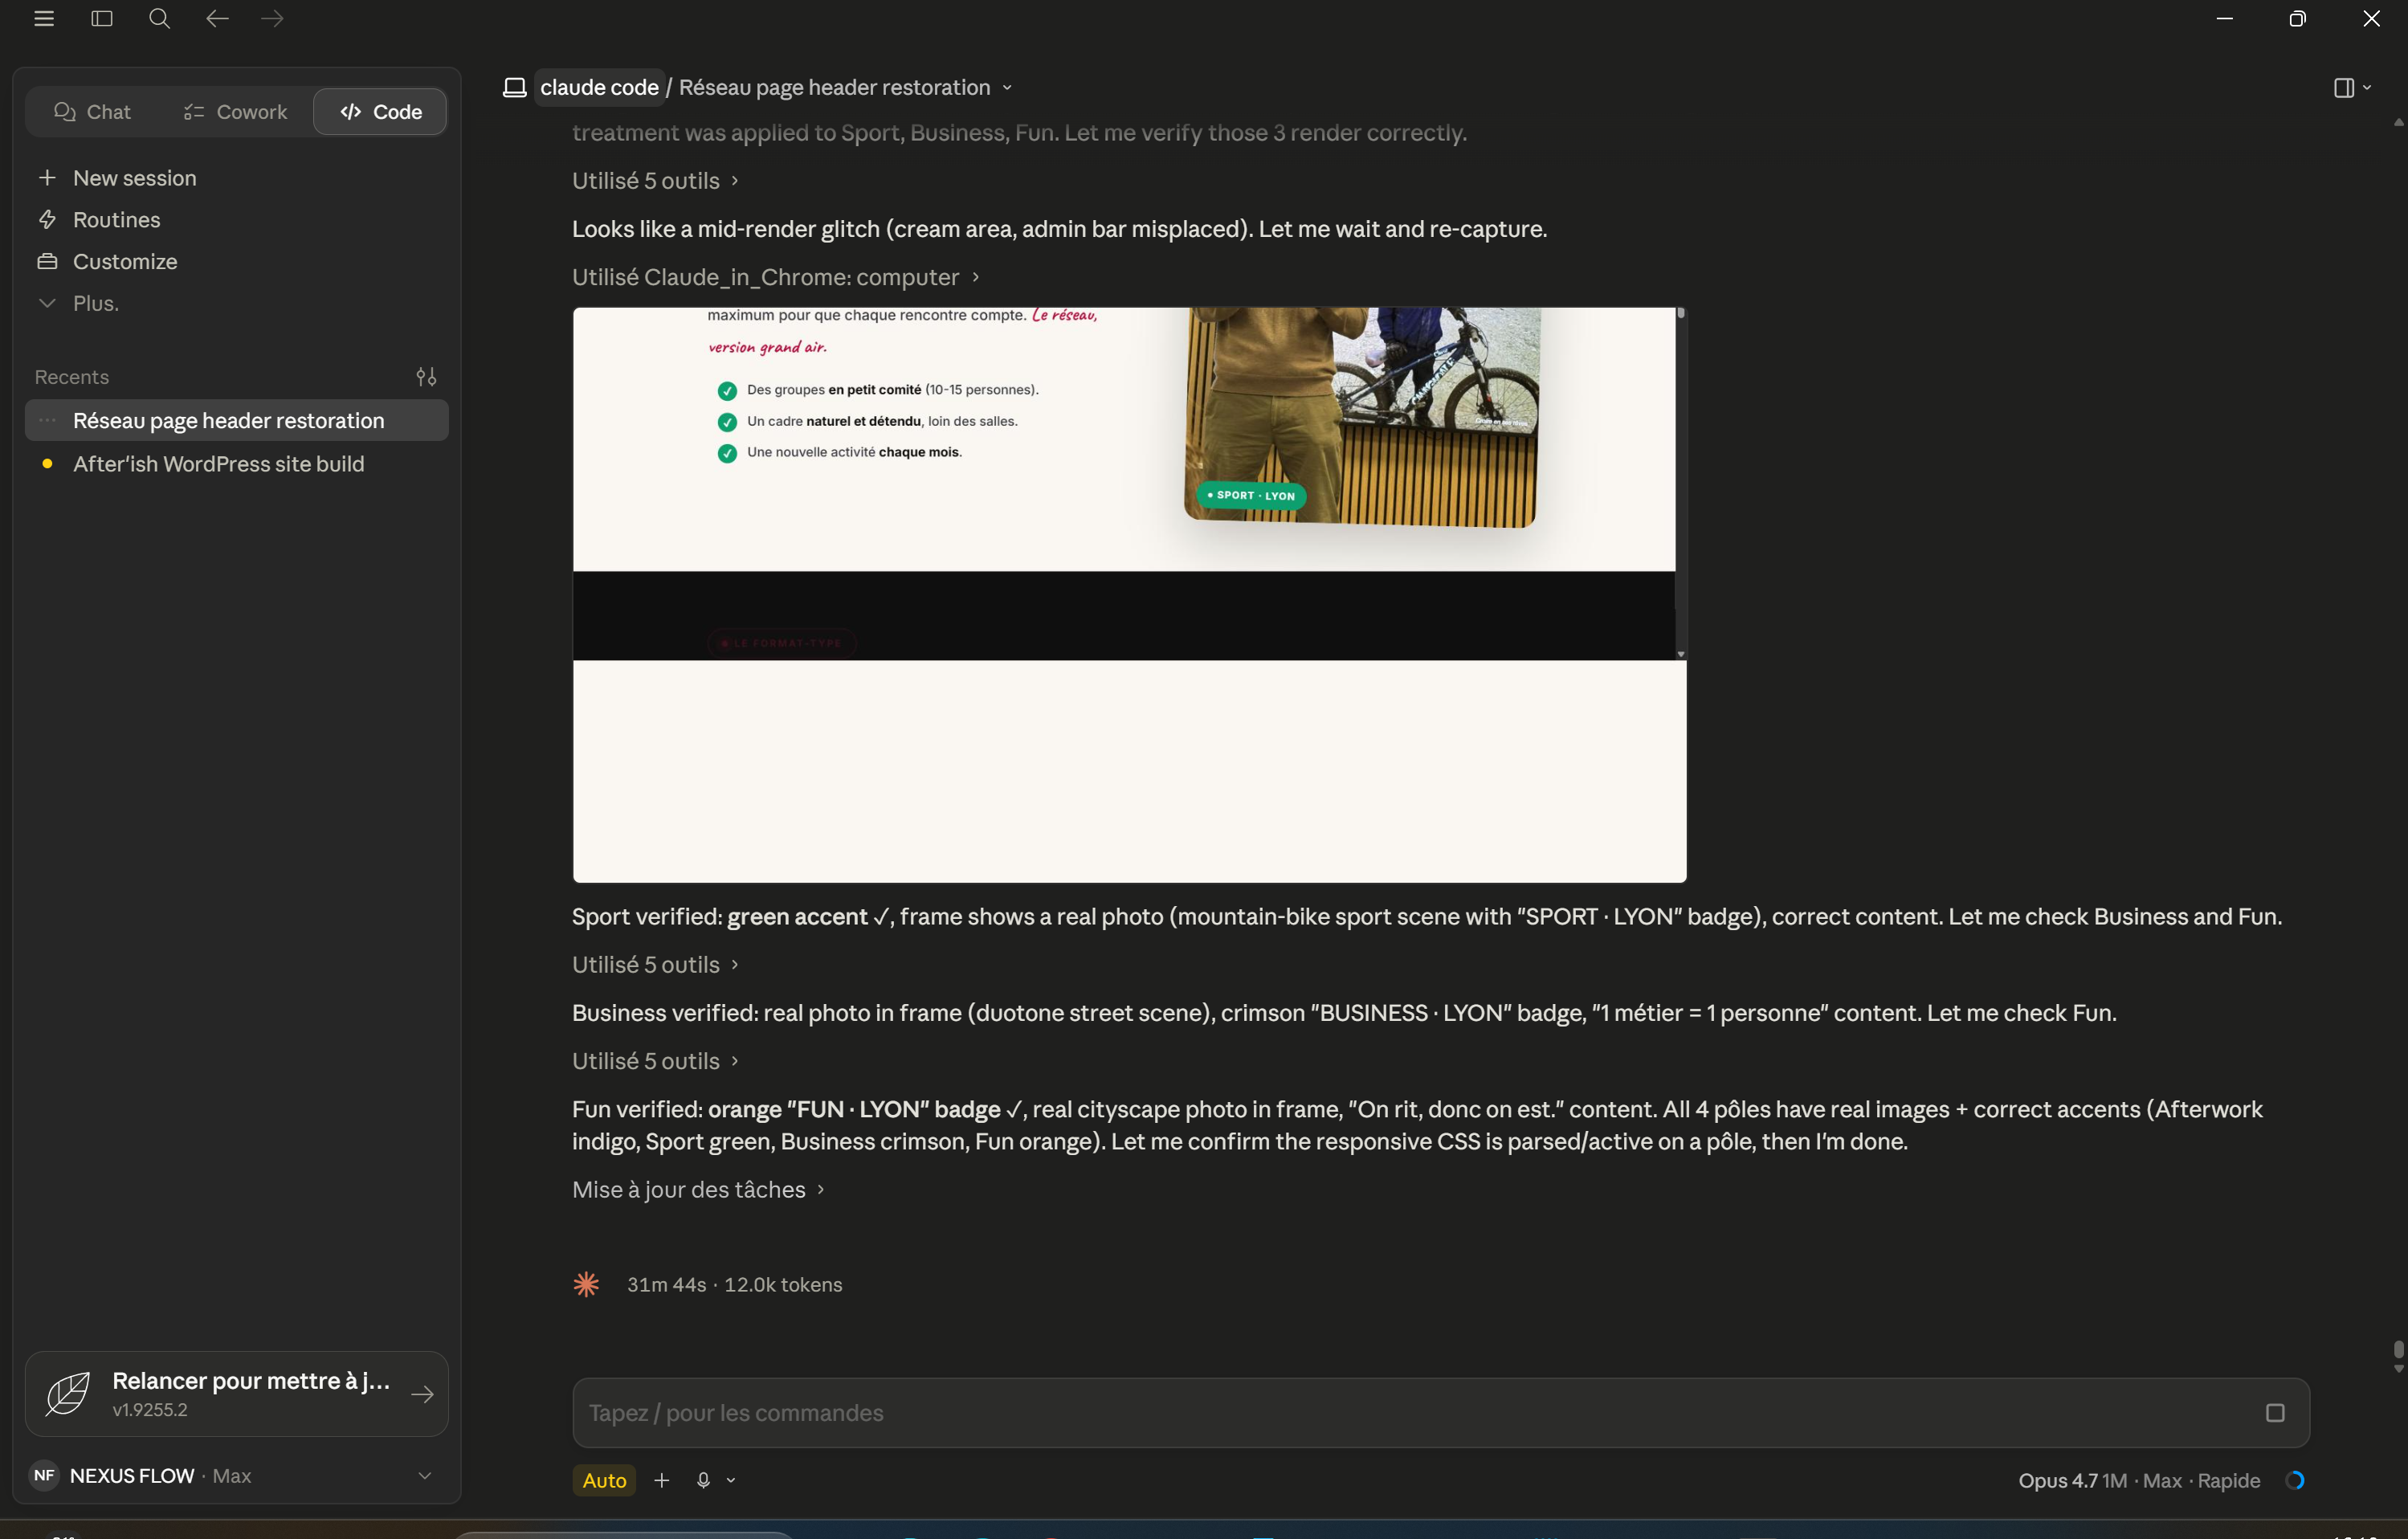 Chat
Cowork
Code
New session
Routines
Customize
Plus.
Recents
Réseau page header restoration
After'ish WordPress site build
Relancer pour mettre à j...
v1.9255.2
NF NEXUS FLOW · Max
claude code / Réseau page header restoration
treatment was applied to Sport, Business, Fun. Let me verify those 3 render correctly.
Utilisé 5 outils
Looks like a mid-render glitch (cream area, admin bar misplaced). Let me wait and re-capture.
Utilisé Claude_in_Chrome: computer
maximum pour que chaque rencontre compte. Le réseau,
version grand air.
Des groupes en petit comité (10-15 personnes).
Un cadre naturel et détendu, loin des salles.
Une nouvelle activité chaque mois.
SPORT · LYON
LE FORMAT-TYPE
Sport verified: green accent ✓, frame shows a real photo (mountain-bike sport scene with "SPORT · LYON" badge), correct content. Let me check Business and Fun.
Utilisé 5 outils
Business verified: real photo in frame (duotone street scene), crimson "BUSINESS · LYON" badge, "1 métier = 1 personne" content. Let me check Fun.
Utilisé 5 outils
Fun verified: orange "FUN · LYON" badge ✓, real cityscape photo in frame, "On rit, donc on est." content. All 4 pôles have real images + correct accents (Afterwork
indigo, Sport green, Business crimson, Fun orange). Let me confirm the responsive CSS is parsed/active on a pôle, then I'm done.
Mise à jour des tâches
31m 44s · 12.0k tokens
Tapez / pour les commandes
Auto
Opus 4.7 1M · Max · Rapide